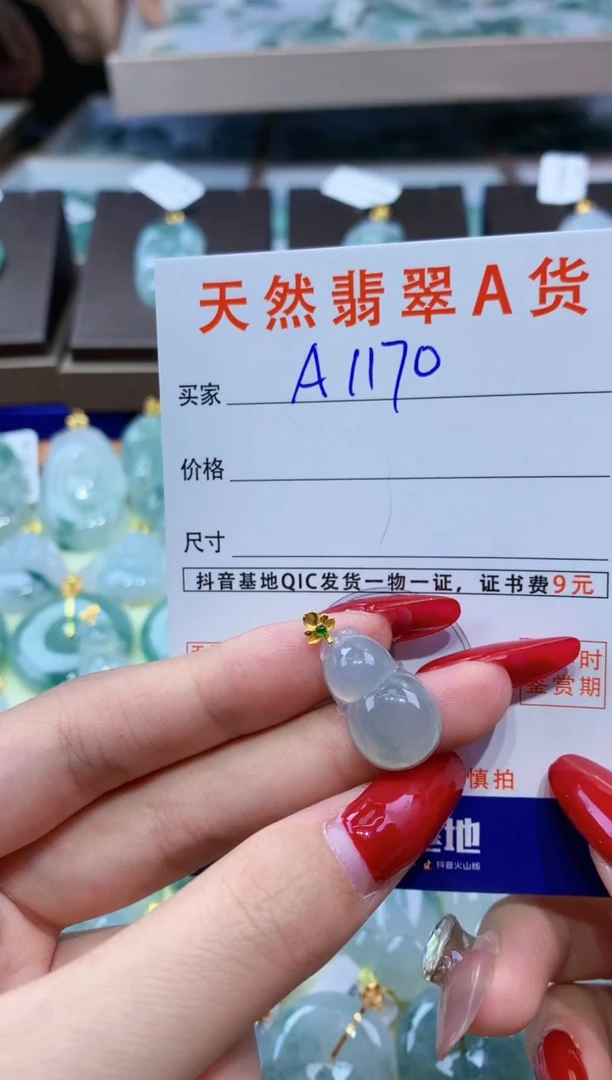 天然翡翠A货
买家 A1170
价格
尺寸
抖音基地QIC发货一物一证，证书费9元
时
鉴赏期
慎拍
基地
抖音火山版